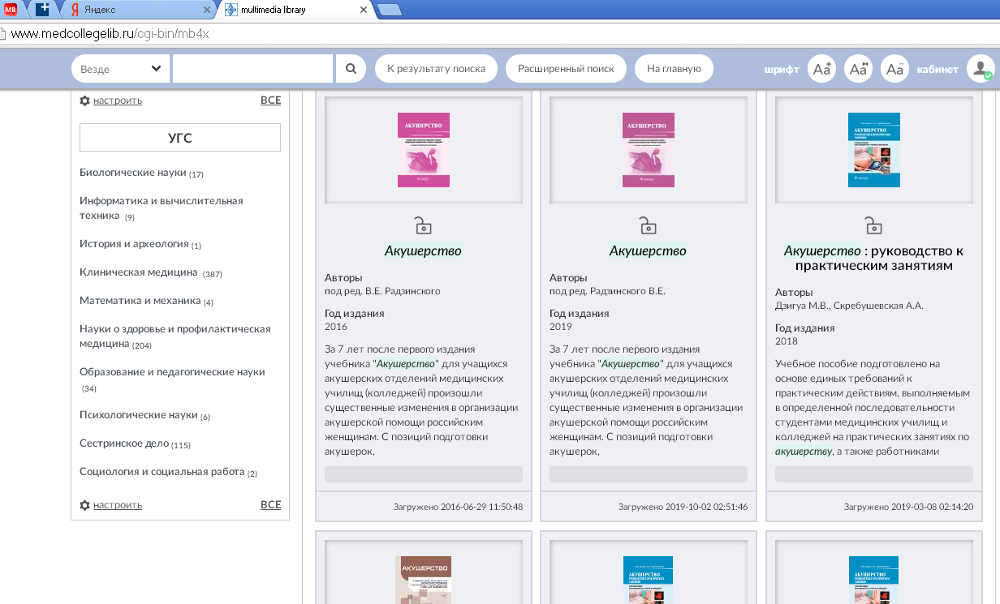 МВ
Яндекс
multimedia library
www.medcollegelib.ru/cgi-bin/mb4x
Везде
К результату поиска
Расширенный поиск
На главную
шрифт
Aa+
Aa
Aa-
кабинет
настроить
ВСЕ
УГС
Биологические науки (17)
Информатика и вычислительная
техника (9)
История и археология (1)
Клиническая медицина (387)
Математика и механика (4)
Науки о здоровье и профилактическая
медицина (204)
Образование и педагогические науки
(34)
Психологические науки (6)
Сестринское дело (115)
Социология и социальная работа (2)
настроить
ВСЕ
АКУШЕРСТВО
Акушерство
Авторы
под ред. В.Е. Радзинского
Год издания
2016
За 7 лет после первого издания
учебника "Акушерство" для учащихся
акушерских отделений медицинских
училищ (колледжей) произошли
существенные изменения в организации
акушерской помощи российским
женщинам. С позиций подготовки
акушерок,
Загружено 2016-06-29 11:50:48
АКУШЕРСТВО
Акушерство
Авторы
под ред. Радзинского В.Е.
Год издания
2019
За 7 лет после первого издания
учебника "Акушерство" для учащихся
акушерских отделений медицинских
училищ (колледжей) произошли
существенные изменения в организации
акушерской помощи российским
женщинам. С позиций подготовки
акушерок,
Загружено 2019-10-02 02:51:46
АКУШЕРСТВО
Акушерство : руководство к
практическим занятиям
Авторы
Дзигуа М.В., Скребушевская А.А.
Год издания
2018
Учебное пособие подготовлено на
основе единых требований к
практическим действиям, выполняемым
в определенной последовательности
студентами медицинских училищ и
колледжей на практических занятиях по
акушерству, а также работниками
Загружено 2019-03-08 02:14:20
АКУШЕРСТВО
АКУШЕРСТВО
АКУШЕРСТВО